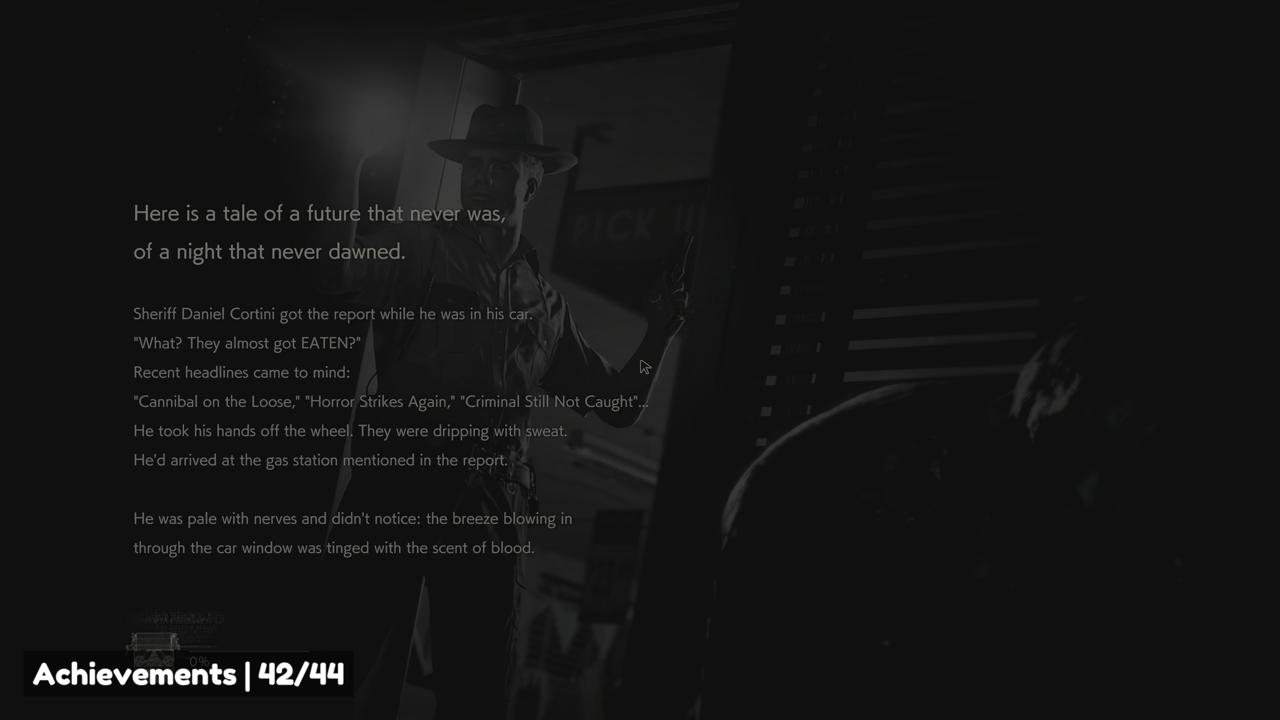 PICK U
Here is a tale of a future that never was,
of a night that never dawned.
Sheriff Daniel Cortini got the report while he was in his car.
"What? They almost got EATEN?"
Recent headlines came to mind:
"Cannibal on the Loose," "Horror Strikes Again," "Criminal Still Not Caught"...
He took his hands off the wheel. They were dripping with sweat.
He'd arrived at the gas station mentioned in the report.
He was pale with nerves and didn't notice: the breeze blowing in
through the car window was tinged with the scent of blood.
0%
Achievements | 42/44